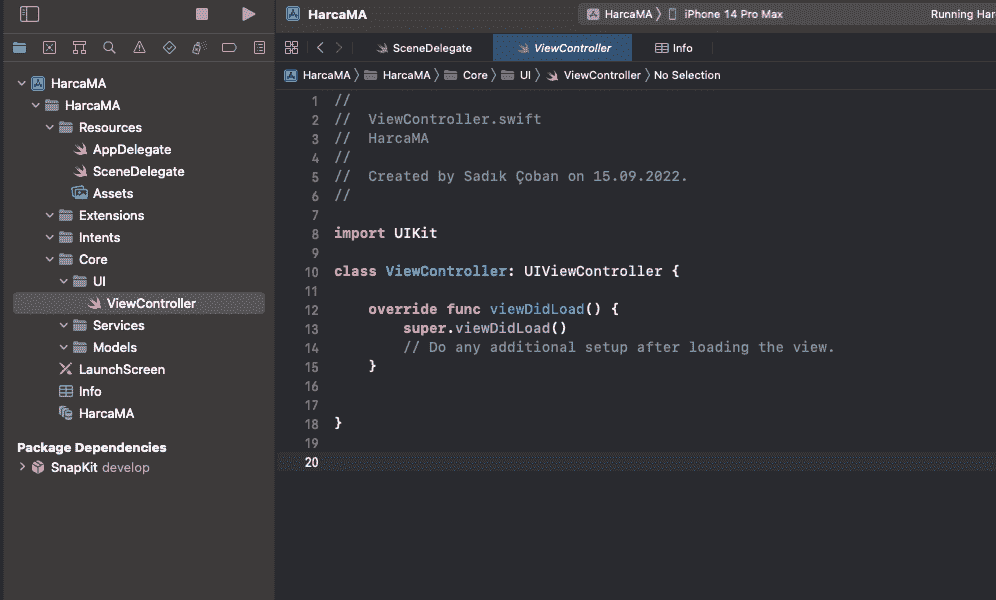 HarcaMA
HarcaMA 〉 iPhone 14 Pro Max
Running Har
SceneDelegate
ViewController
Info
HarcaMA 〉 HarcaMA 〉 Core 〉 UI 〉 ViewController 〉 No Selection
HarcaMA
HarcaMA
Resources
AppDelegate
SceneDelegate
Assets
Extensions
Intents
Core
UI
ViewController
Services
Models
LaunchScreen
Info
HarcaMA
Package Dependencies
SnapKit develop
1 //
2 //  ViewController.swift
3 //  HarcaMA
4 //
5 //  Created by Sadık Çoban on 15.09.2022.
6 //
7
8 import UIKit
9
10 class ViewController: UIViewController {
11
12     override func viewDidLoad() {
13         super.viewDidLoad()
14         // Do any additional setup after loading the view.
15     }
16
17
18 }
19
20